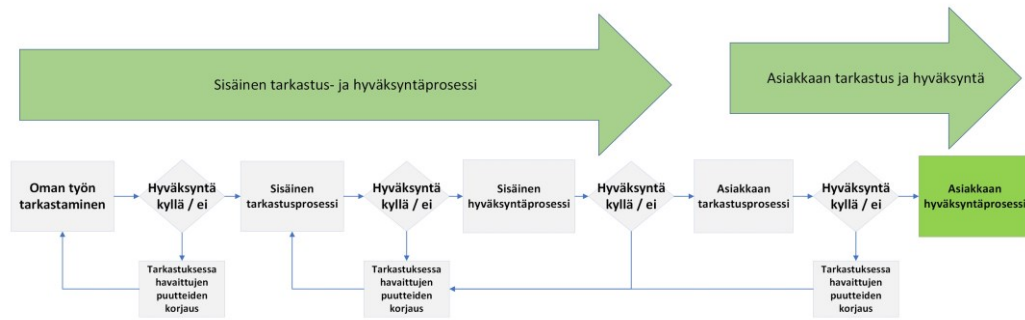 Sisäinen tarkastus- ja hyväksyntäprosessi
Asiakkaan tarkastus ja hyväksyntä
Oman työn
tarkastaminen
Hyväksyntä
kyllä / ei
Sisäinen
tarkastusprosessi
Hyväksyntä
kyllä / ei
Sisäinen
hyväksyntäprosessi
Hyväksyntä
kyllä / ei
Asiakkaan
tarkastusprosessi
Hyväksyntä
kyllä / ei
Asiakkaan
hyväksyntäprosessi
Tarkastuksessa
havaittujen
puutteiden
korjaus
Tarkastuksessa
havaittujen
puutteiden
korjaus
Tarkastuksessa
havaittujen
puutteiden
korjaus